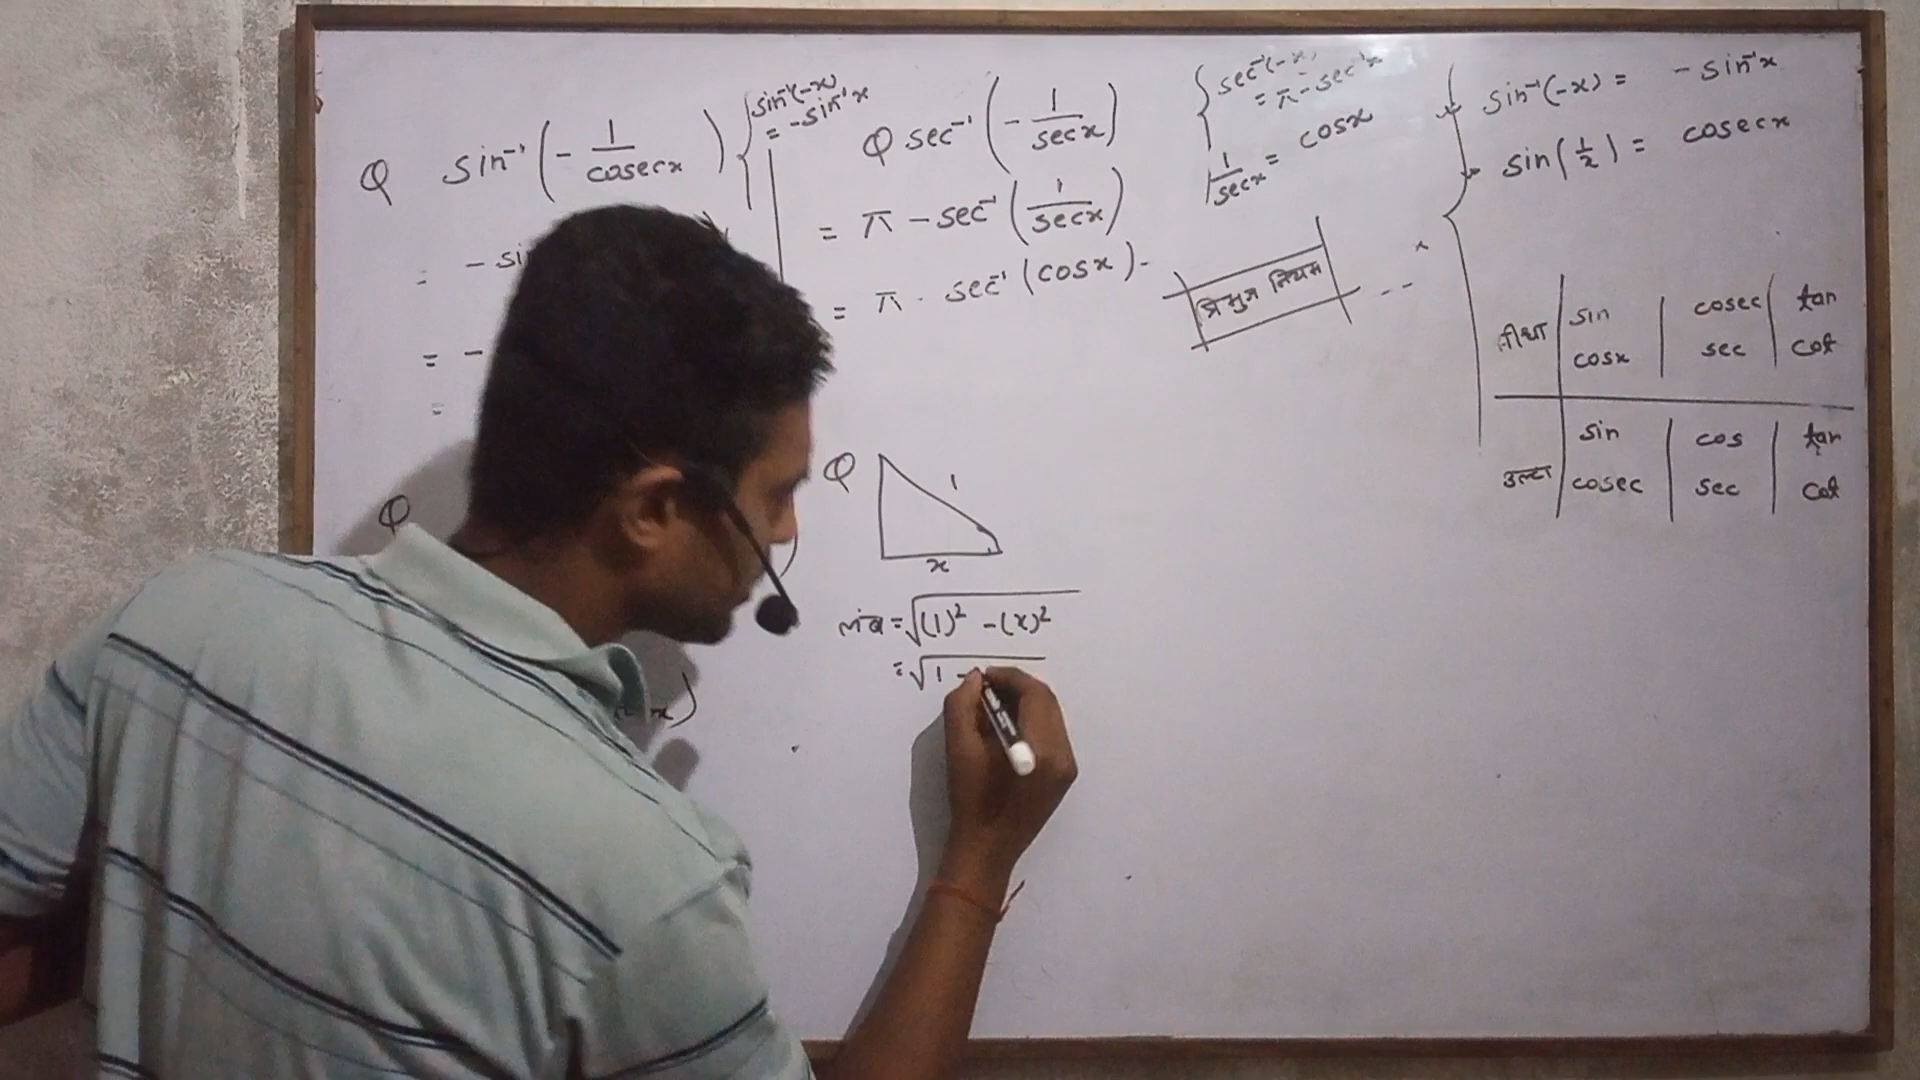 Q sin⁻¹(-1/cosecx) { sin⁻¹(-x)
= -sin⁻¹x
= - si
= -
=
Q
x)
Q sec⁻¹(-1/secx)
= π - sec⁻¹(1/secx)
= π - sec⁻¹(cosx)
{ sec⁻¹(-x)
= π - sec⁻¹x
1/secx = cosx
त्रिभुज नियम
Q
1
x
लंब = √(1)² - (x)²
= √1 -
sin⁻¹(-x) = - sin⁻¹x
sin(1/x) = cosecx
sin | cosec | tan
cosx | sec | cot
उल्टा
sin | cos | tan
cosec | sec | cot